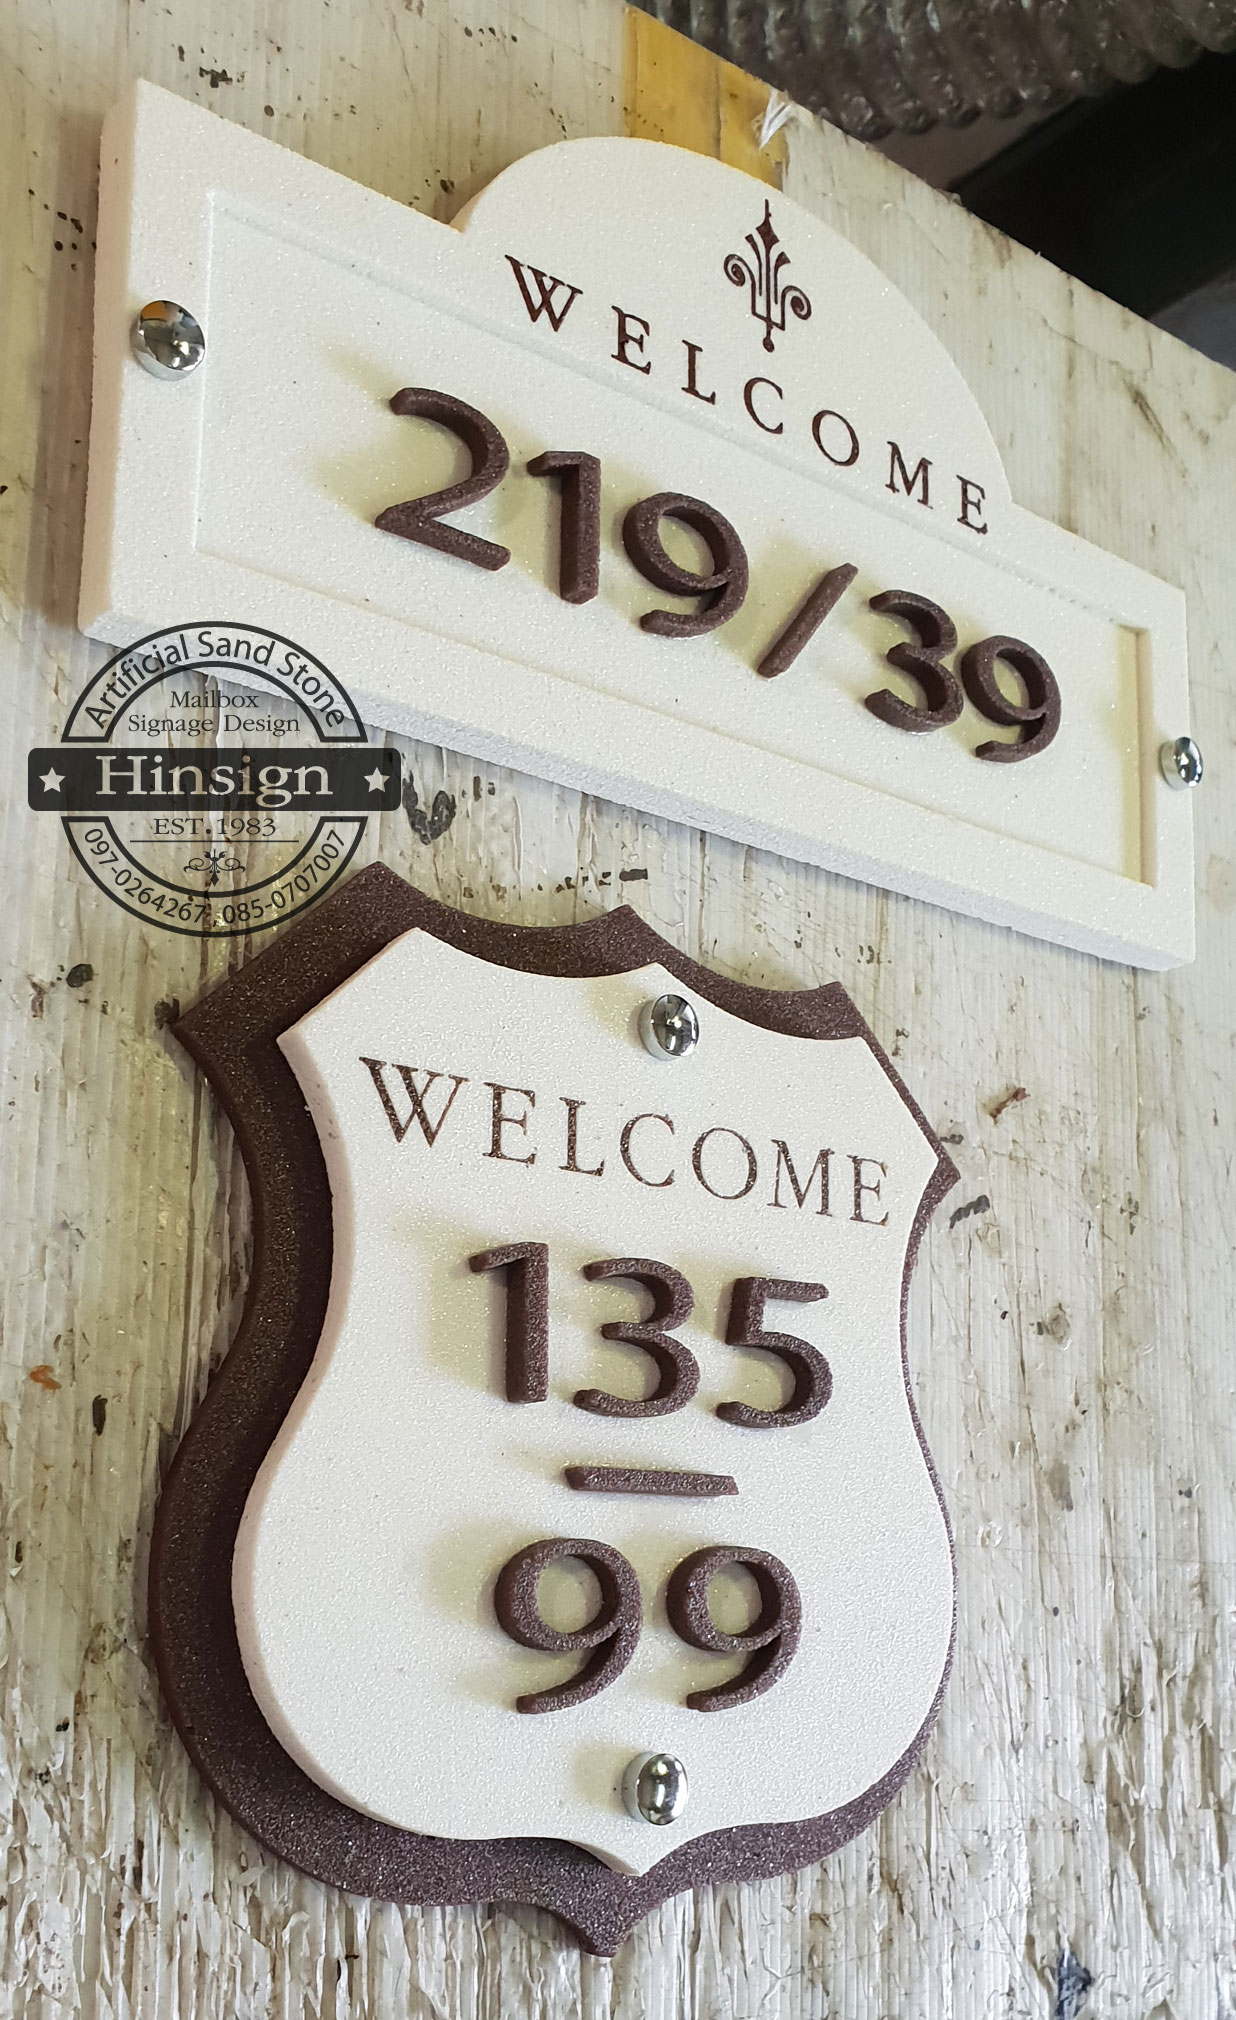 WELCOME
219/39
Artificial Sand Stone
Mailbox
Signage Design
Hinsign
EST.1983
097-0264267, 085-0707007
WELCOME
135
99